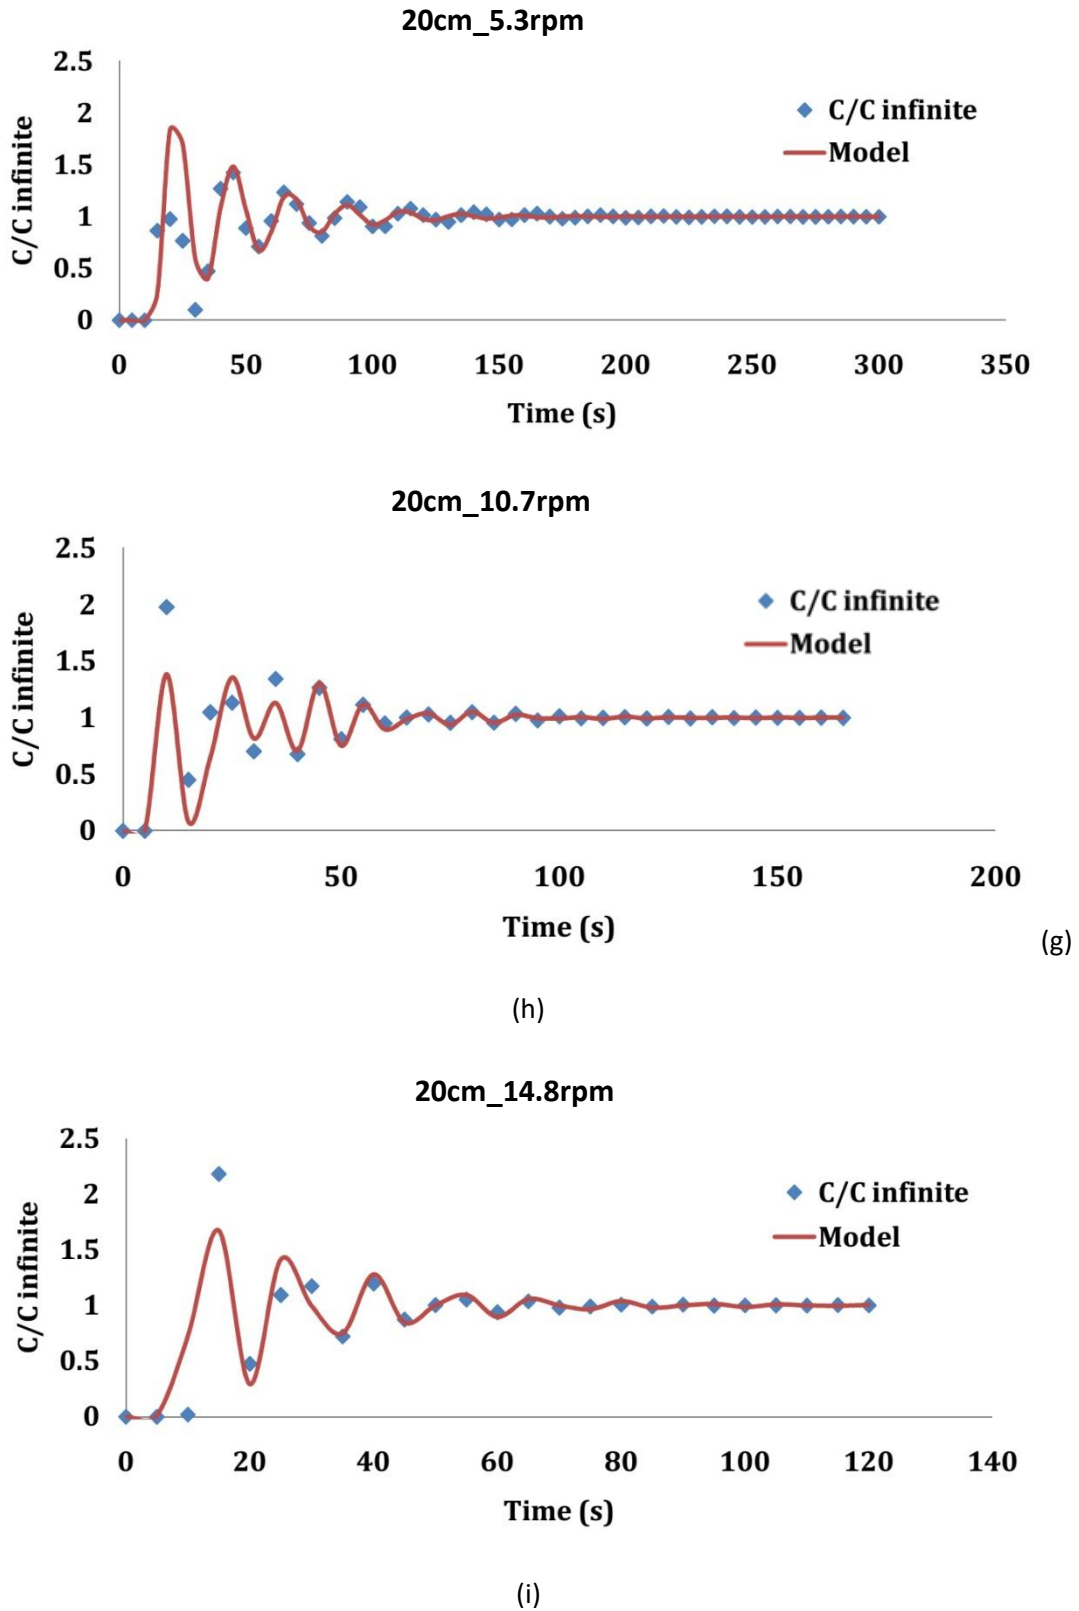 20cm_5.3rpm
2.5
2
1.5
1
0.5
0
C/C infinite
C/C infinite
Model
0 50 100 150 200 250 300 350
Time (s)
20cm_10.7rpm
2.5
2
1.5
1
0.5
0
C/C infinite
C/C infinite
Model
0 50 100 150 200
Time (s)
(g)
(h)
20cm_14.8rpm
2.5
2
1.5
1
0.5
0
C/C infinite
C/C infinite
Model
0 20 40 60 80 100 120 140
Time (s)
(i)